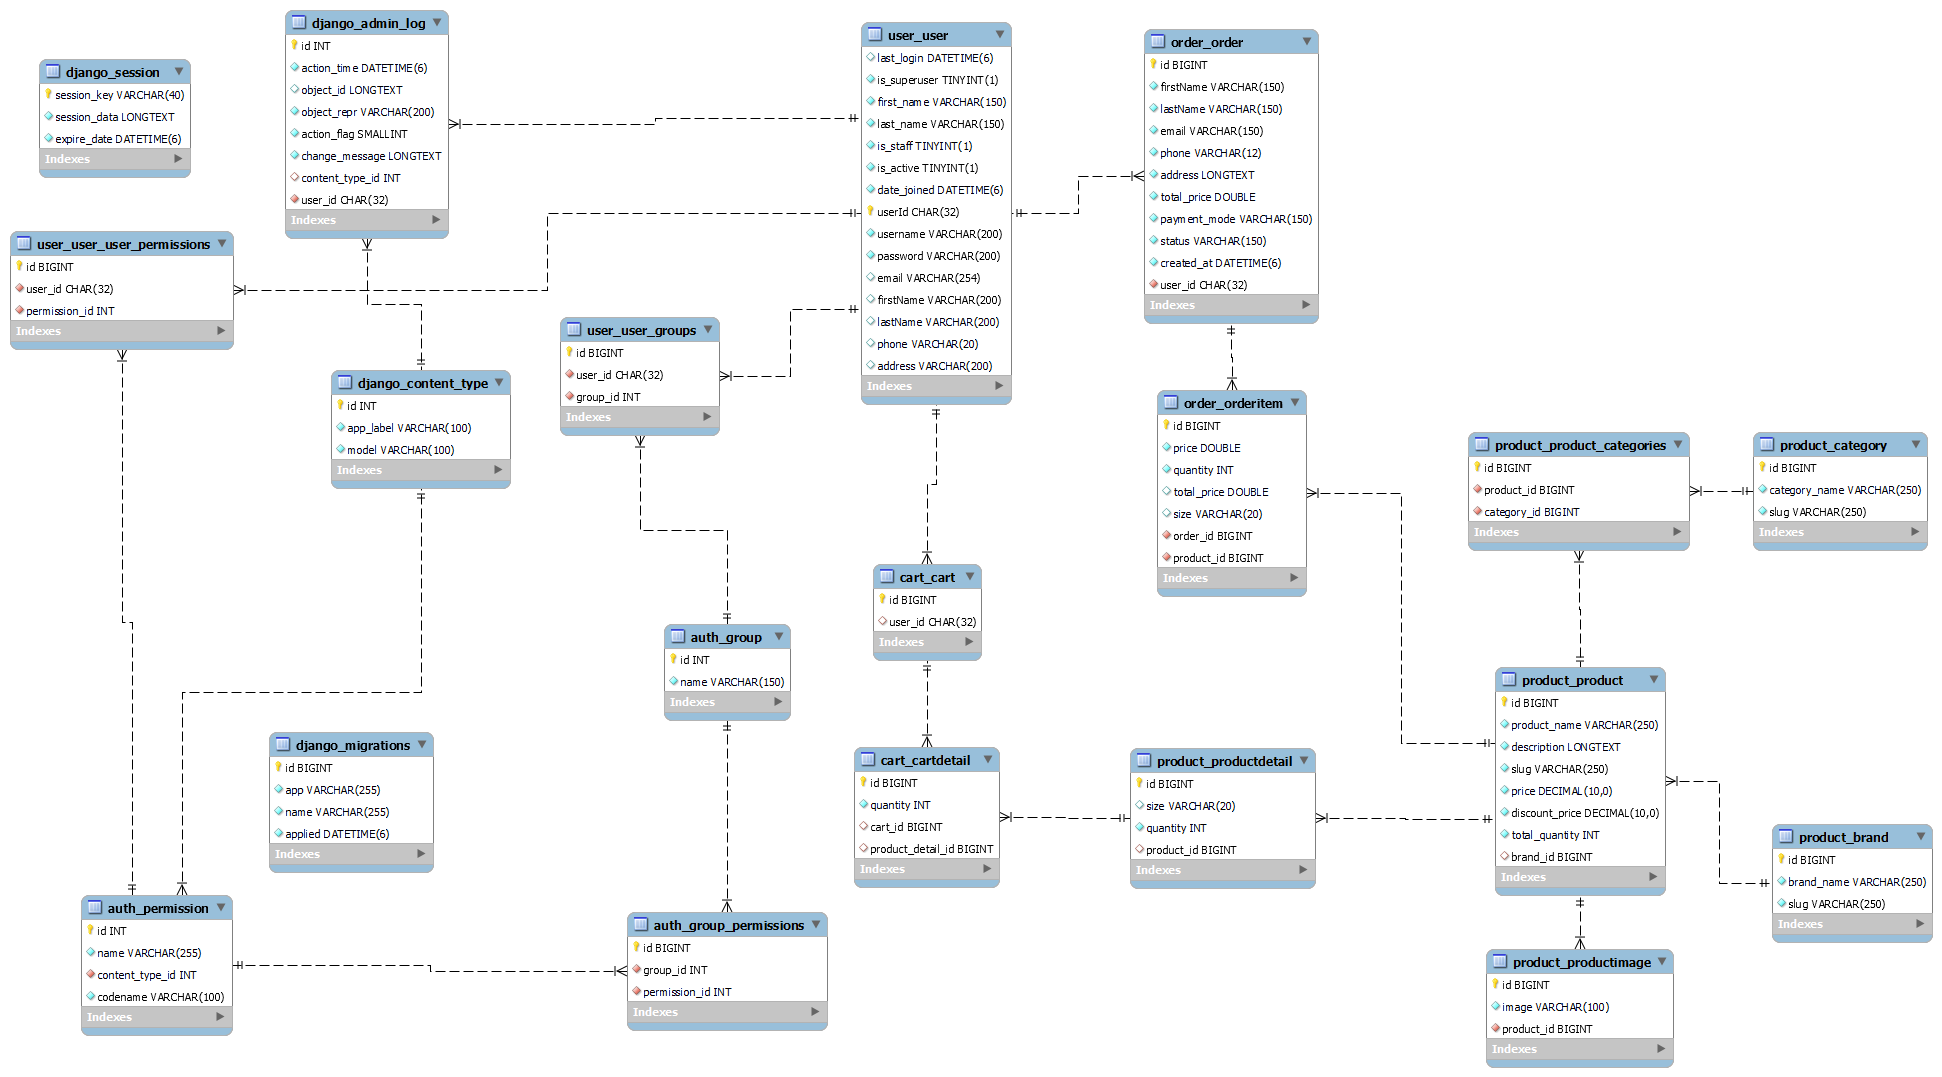 django_session
session_key VARCHAR(40)
session_data LONGTEXT
expire_date DATETIME(6)
Indexes
django_admin_log
id INT
action_time DATETIME(6)
object_id LONGTEXT
object_repr VARCHAR(200)
action_flag SMALLINT
change_message LONGTEXT
content_type_id INT
user_id CHAR(32)
Indexes
user_user
last_login DATETIME(6)
is_superuser TINYINT(1)
first_name VARCHAR(150)
last_name VARCHAR(150)
is_staff TINYINT(1)
is_active TINYINT(1)
date_joined DATETIME(6)
userId CHAR(32)
username VARCHAR(200)
password VARCHAR(200)
email VARCHAR(254)
firstName VARCHAR(200)
lastName VARCHAR(200)
phone VARCHAR(20)
address VARCHAR(200)
Indexes
order_order
id BIGINT
firstName VARCHAR(150)
lastName VARCHAR(150)
email VARCHAR(150)
phone VARCHAR(12)
address LONGTEXT
total_price DOUBLE
payment_mode VARCHAR(150)
status VARCHAR(150)
created_at DATETIME(6)
user_id CHAR(32)
Indexes
user_user_user_permissions
id BIGINT
user_id CHAR(32)
permission_id INT
Indexes
user_user_groups
id BIGINT
user_id CHAR(32)
group_id INT
Indexes
django_content_type
id INT
app_label VARCHAR(100)
model VARCHAR(100)
Indexes
order_orderitem
id BIGINT
price DOUBLE
quantity INT
total_price DOUBLE
size VARCHAR(20)
order_id BIGINT
product_id BIGINT
Indexes
product_product_categories
id BIGINT
product_id BIGINT
category_id BIGINT
Indexes
product_category
id BIGINT
category_name VARCHAR(250)
slug VARCHAR(250)
Indexes
cart_cart
id BIGINT
user_id CHAR(32)
Indexes
auth_group
id INT
name VARCHAR(150)
Indexes
product_product
id BIGINT
product_name VARCHAR(250)
description LONGTEXT
slug VARCHAR(250)
price DECIMAL(10,0)
discount_price DECIMAL(10,0)
total_quantity INT
brand_id BIGINT
Indexes
django_migrations
id BIGINT
app VARCHAR(255)
name VARCHAR(255)
applied DATETIME(6)
Indexes
cart_cartdetail
id BIGINT
quantity INT
cart_id BIGINT
product_detail_id BIGINT
Indexes
product_productdetail
id BIGINT
size VARCHAR(20)
quantity INT
product_id BIGINT
Indexes
product_brand
id BIGINT
brand_name VARCHAR(250)
slug VARCHAR(250)
Indexes
auth_permission
id INT
name VARCHAR(255)
content_type_id INT
codename VARCHAR(100)
Indexes
auth_group_permissions
id BIGINT
group_id INT
permission_id INT
Indexes
product_productimage
id BIGINT
image VARCHAR(100)
product_id BIGINT
Indexes